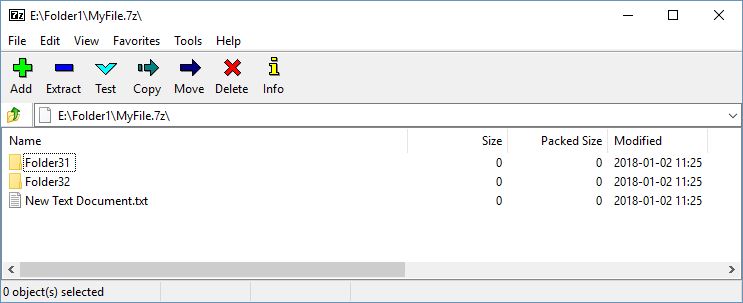 7z E:\Folder1\MyFile.7z\
File Edit View Favorites Tools Help
Add Extract Test Copy Move Delete Info
E:\Folder1\MyFile.7z\
Name Size Packed Size Modified
Folder31 0 0 2018-01-02 11:25
Folder32 0 0 2018-01-02 11:25
New Text Document.txt 0 0 2018-01-02 11:25
0 object(s) selected